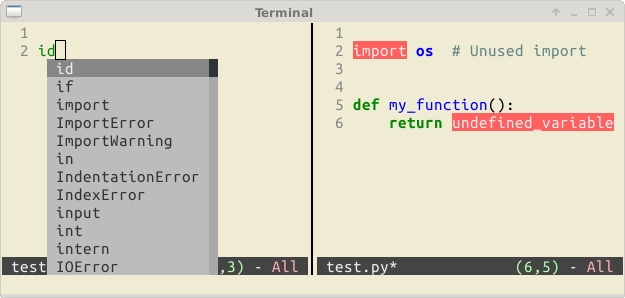 Terminal
1
2 id
id
if
import
ImportError
ImportWarning
in
IndentationError
IndexError
input
int
intern
IOError
test ,3) - All
1
2 import os  # Unused import
3
4
5 def my_function():
6     return undefined_variable
test.py* (6,5) - All